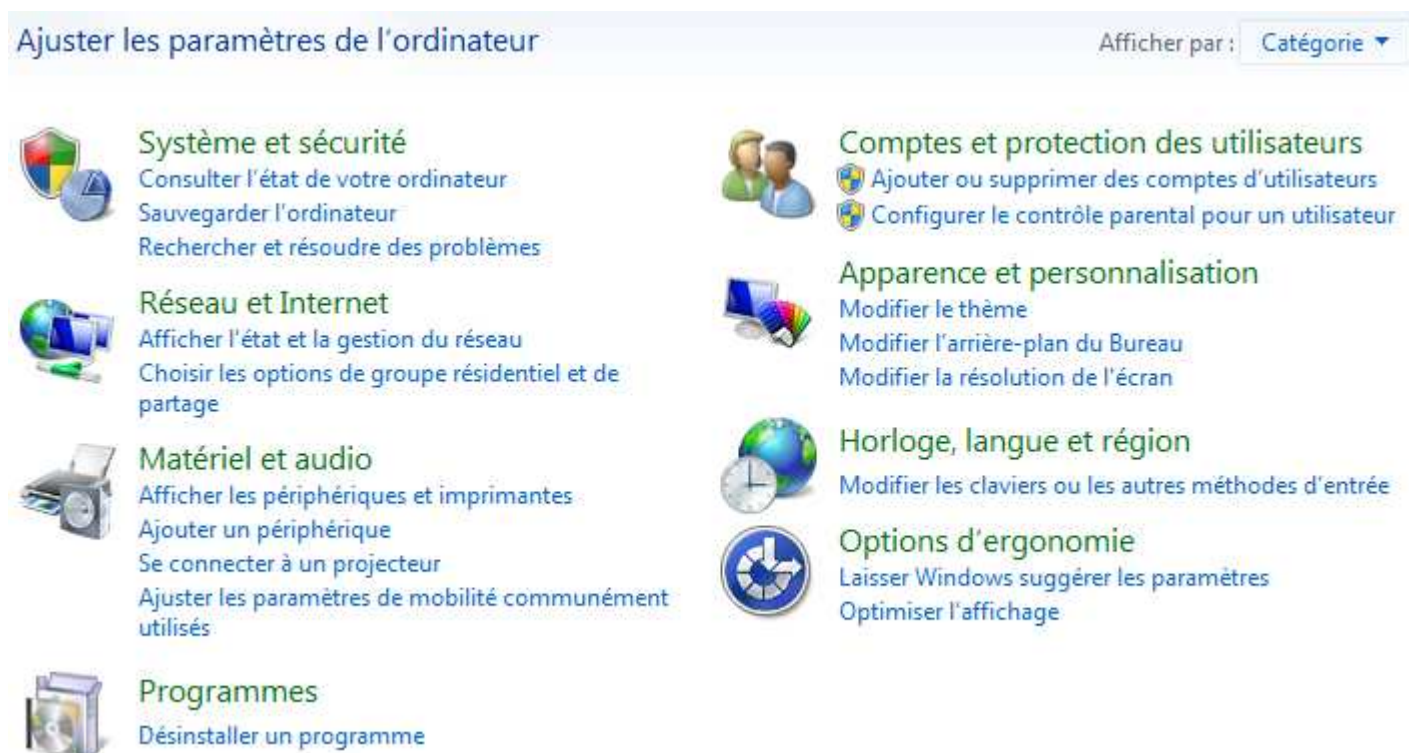 Ajuster les paramètres de l'ordinateur
Afficher par : Catégorie
Système et sécurité
Consulter l'état de votre ordinateur
Sauvegarder l'ordinateur
Rechercher et résoudre des problèmes
Réseau et Internet
Afficher l'état et la gestion du réseau
Choisir les options de groupe résidentiel et de
partage
Matériel et audio
Afficher les périphériques et imprimantes
Ajouter un périphérique
Se connecter à un projecteur
Ajuster les paramètres de mobilité communément
utilisés
Programmes
Désinstaller un programme
Comptes et protection des utilisateurs
Ajouter ou supprimer des comptes d'utilisateurs
Configurer le contrôle parental pour un utilisateur
Apparence et personnalisation
Modifier le thème
Modifier l'arrière-plan du Bureau
Modifier la résolution de l'écran
Horloge, langue et région
Modifier les claviers ou les autres méthodes d'entrée
Options d'ergonomie
Laisser Windows suggérer les paramètres
Optimiser l'affichage